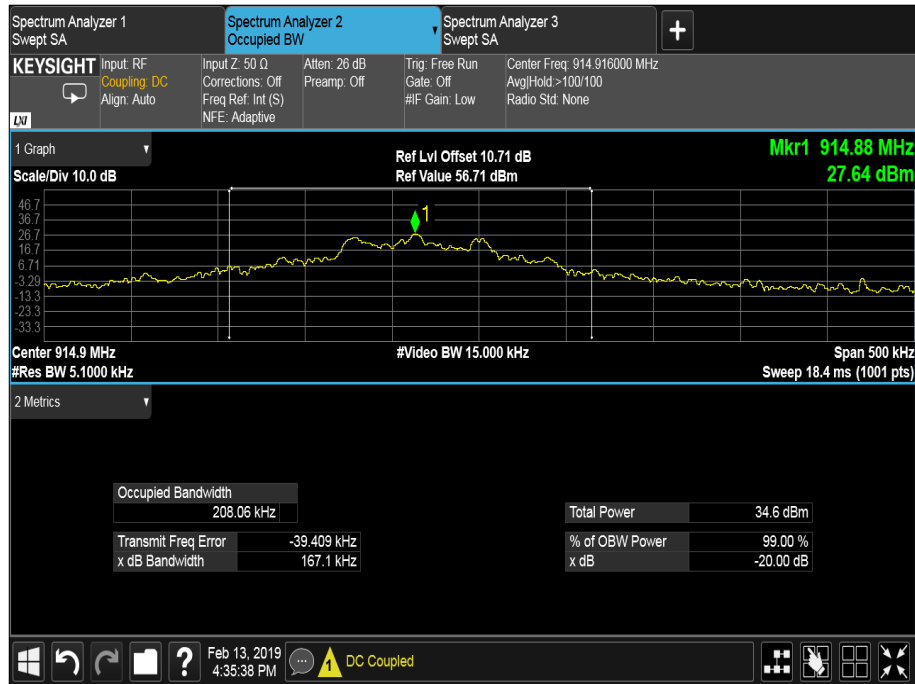 Spectrum Analyzer 1
Swept SA
Spectrum Analyzer 2
Occupied BW
Spectrum Analyzer 3
Swept SA
+
KEYSIGHT
LXI
Input: RF
Coupling: DC
Align: Auto
Input Z: 50 Ω
Corrections: Off
Freq Ref: Int (S)
NFE: Adaptive
Atten: 26 dB
Preamp: Off
Trig: Free Run
Gate: Off
#IF Gain: Low
Center Freq: 914.916000 MHz
Avg|Hold:>100/100
Radio Std: None
1 Graph
Scale/Div 10.0 dB
Ref Lvl Offset 10.71 dB
Ref Value 56.71 dBm
Mkr1 914.88 MHz
27.64 dBm
46.7
36.7
26.7
16.7
6.71
-3.29
-13.3
-23.3
-33.3
1
Center 914.9 MHz
#Res BW 5.1000 kHz
#Video BW 15.000 kHz
Span 500 kHz
Sweep 18.4 ms (1001 pts)
2 Metrics
Occupied Bandwidth
208.06 kHz
Transmit Freq Error -39.409 kHz
x dB Bandwidth 167.1 kHz
Total Power 34.6 dBm
% of OBW Power 99.00 %
x dB -20.00 dB
?
Feb 13, 2019
4:35:38 PM
1
DC Coupled